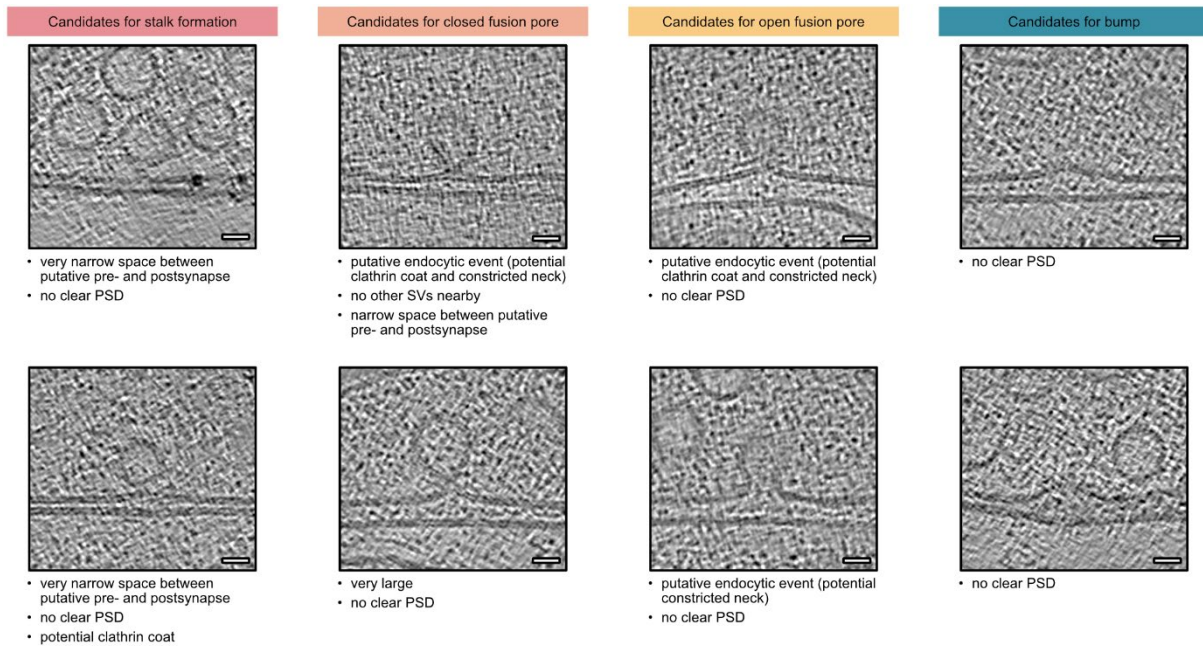 Candidates for stalk formation
Candidates for closed fusion pore
Candidates for open fusion pore
Candidates for bump
• very narrow space between
putative pre- and postsynapse
• no clear PSD
• putative endocytic event (potential
clathrin coat and constricted neck)
• no other SVs nearby
• narrow space between putative
pre- and postsynapse
• putative endocytic event (potential
clathrin coat and constricted neck)
• no clear PSD
• no clear PSD
• very narrow space between
putative pre- and postsynapse
• no clear PSD
• potential clathrin coat
• very large
• no clear PSD
• putative endocytic event (potential
constricted neck)
• no clear PSD
• no clear PSD